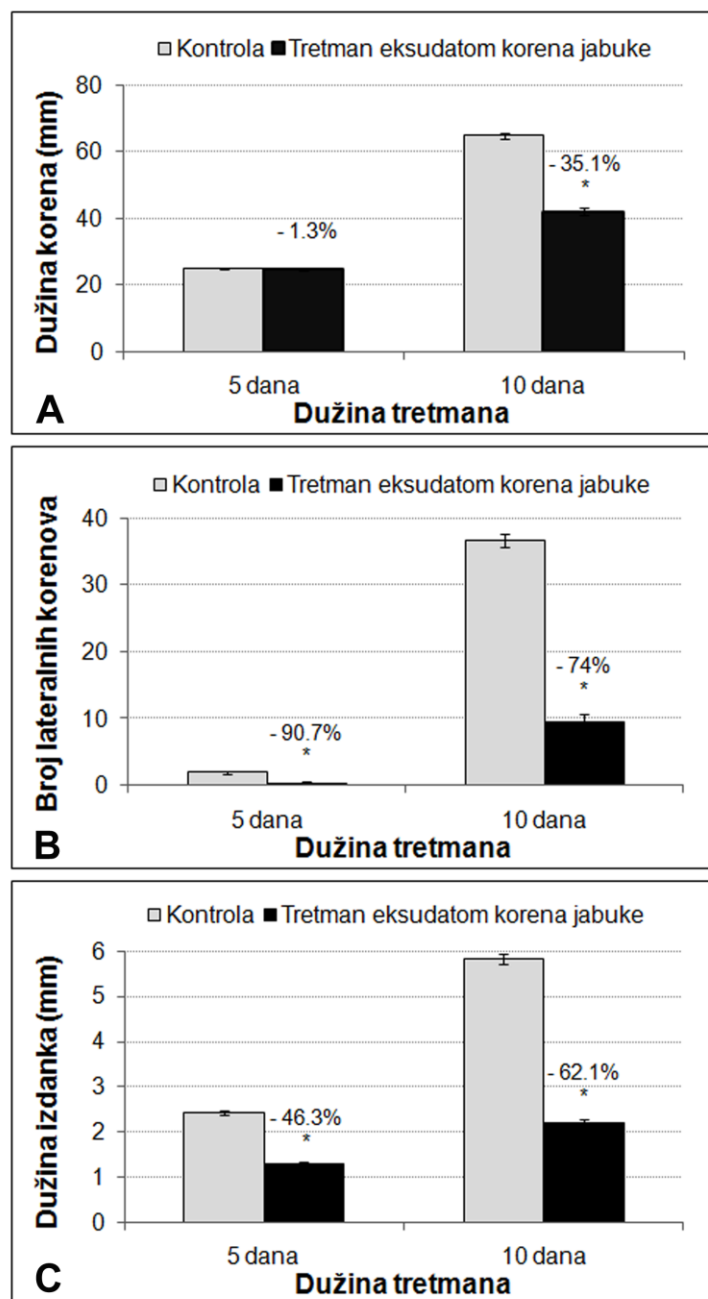 Kontrola Tretman eksudatom korena jabuke
Dužina korena (mm)
80
60
40
20
0
- 1.3%
- 35.1%
*
5 dana 10 dana
Dužina tretmana
A
Kontrola Tretman eksudatom korena jabuke
Broj lateralnih korenova
40
30
20
10
0
- 90.7%
*
- 74%
*
5 dana 10 dana
Dužina tretmana
B
Kontrola Tretman eksudatom korena jabuke
Dužina izdanka (mm)
6
5
4
3
2
1
0
- 46.3%
*
- 62.1%
*
5 dana 10 dana
Dužina tretmana
C